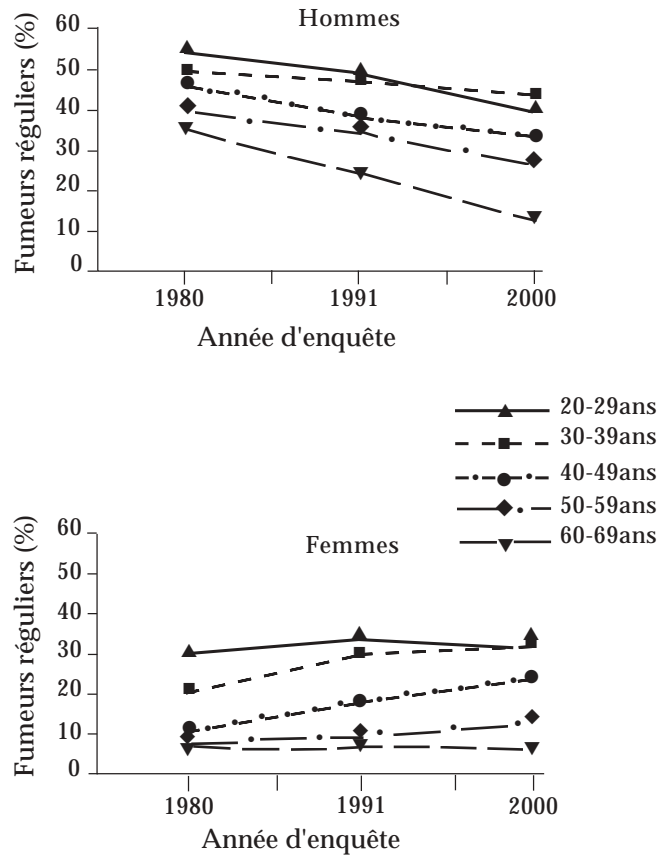 Hommes
Fumeurs réguliers (%)
60
50
40
30
20
10
0
1980 1991 2000
Année d'enquête
20-29ans
30-39ans
40-49ans
50-59ans
60-69ans
Femmes
Fumeurs réguliers (%)
60
50
40
30
20
10
0
1980 1991 2000
Année d'enquête